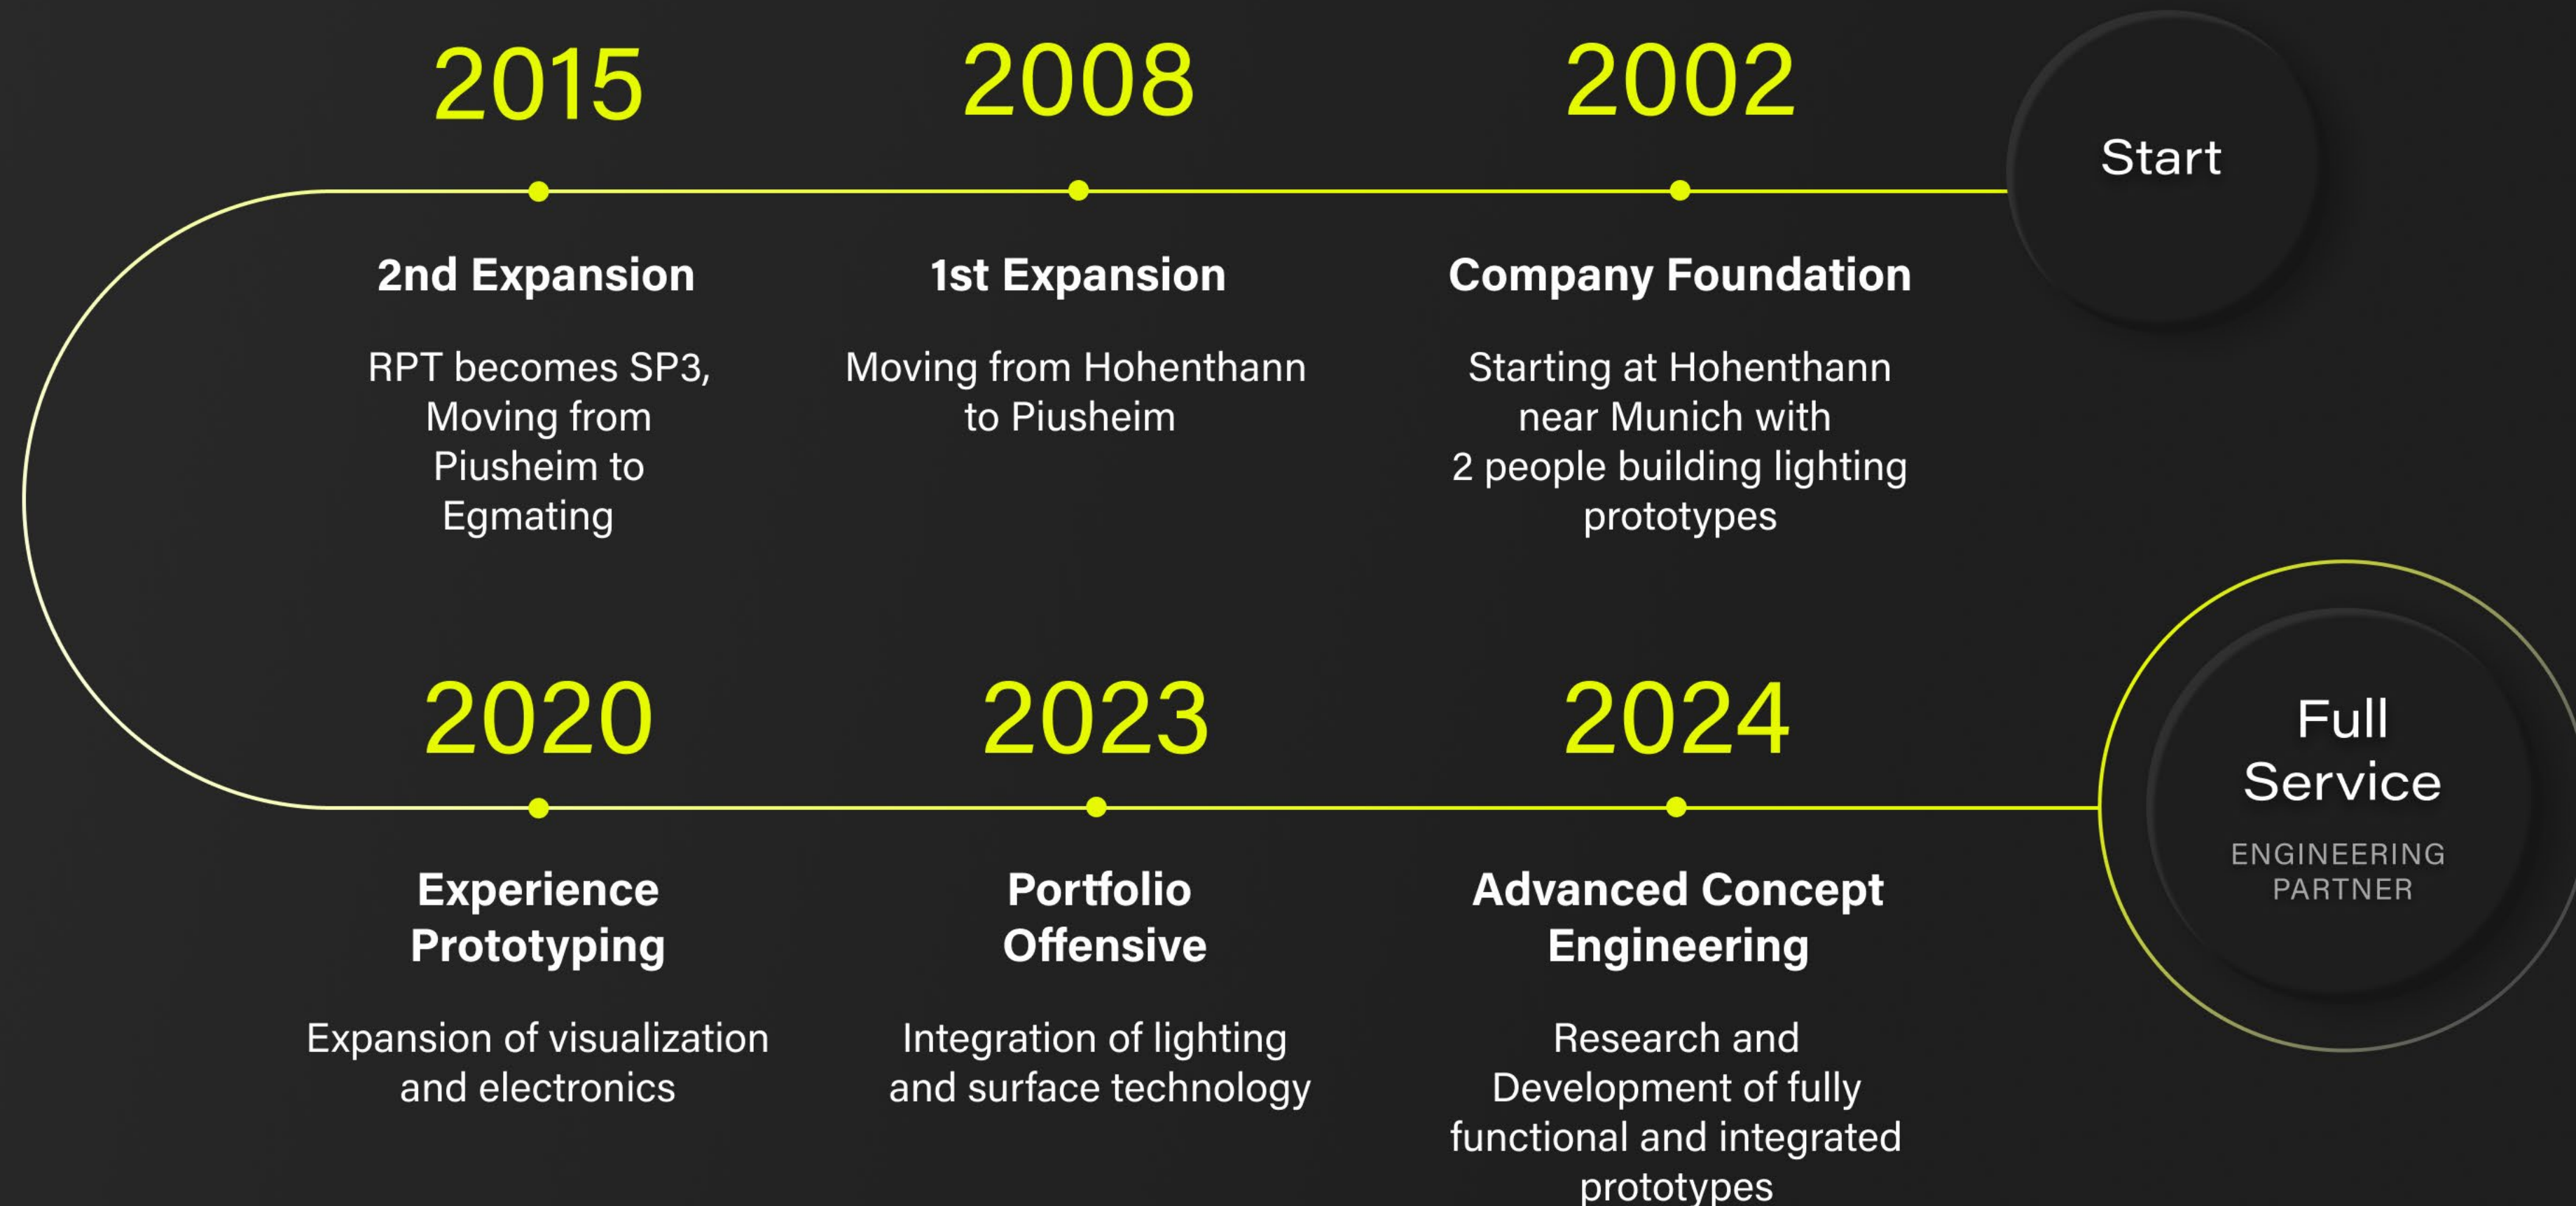 Start
2002
Company Foundation
Starting at Hohenthann
near Munich with
2 people building lighting
prototypes
2008
1st Expansion
Moving from Hohenthann
to Piusheim
2015
2nd Expansion
RPT becomes SP3,
Moving from
Piusheim to
Egmating
2020
Experience
Prototyping
Expansion of visualization
and electronics
2023
Portfolio
Offensive
Integration of lighting
and surface technology
2024
Advanced Concept
Engineering
Research and
Development of fully
functional and integrated
prototypes
Full
Service
ENGINEERING
PARTNER